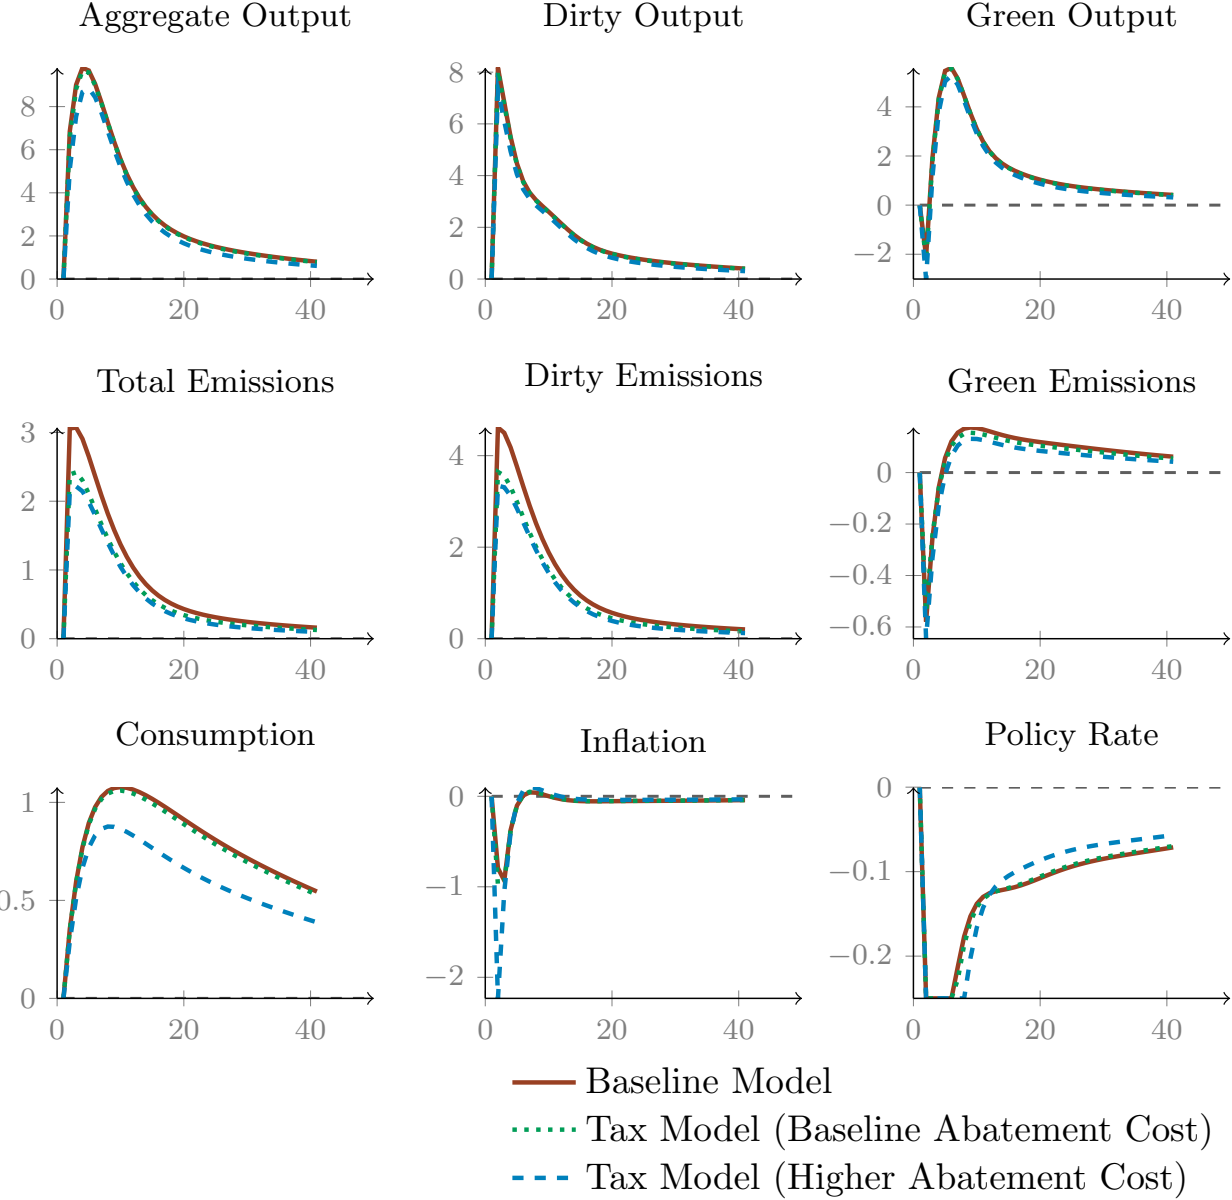 Aggregate Output
Dirty Output
Green Output
8
6
4
2
0
0 20 40
8
6
4
2
0
0 20 40
4
2
0
−2
0 20 40
Total Emissions
Dirty Emissions
Green Emissions
3
2
1
0
0 20 40
4
2
0
0 20 40
0
−0.2
−0.4
−0.6
0 20 40
Consumption
Inflation
Policy Rate
1
0.5
0
0 20 40
0
−1
−2
0 20 40
0
−0.1
−0.2
0 20 40
Baseline Model
Tax Model (Baseline Abatement Cost)
Tax Model (Higher Abatement Cost)